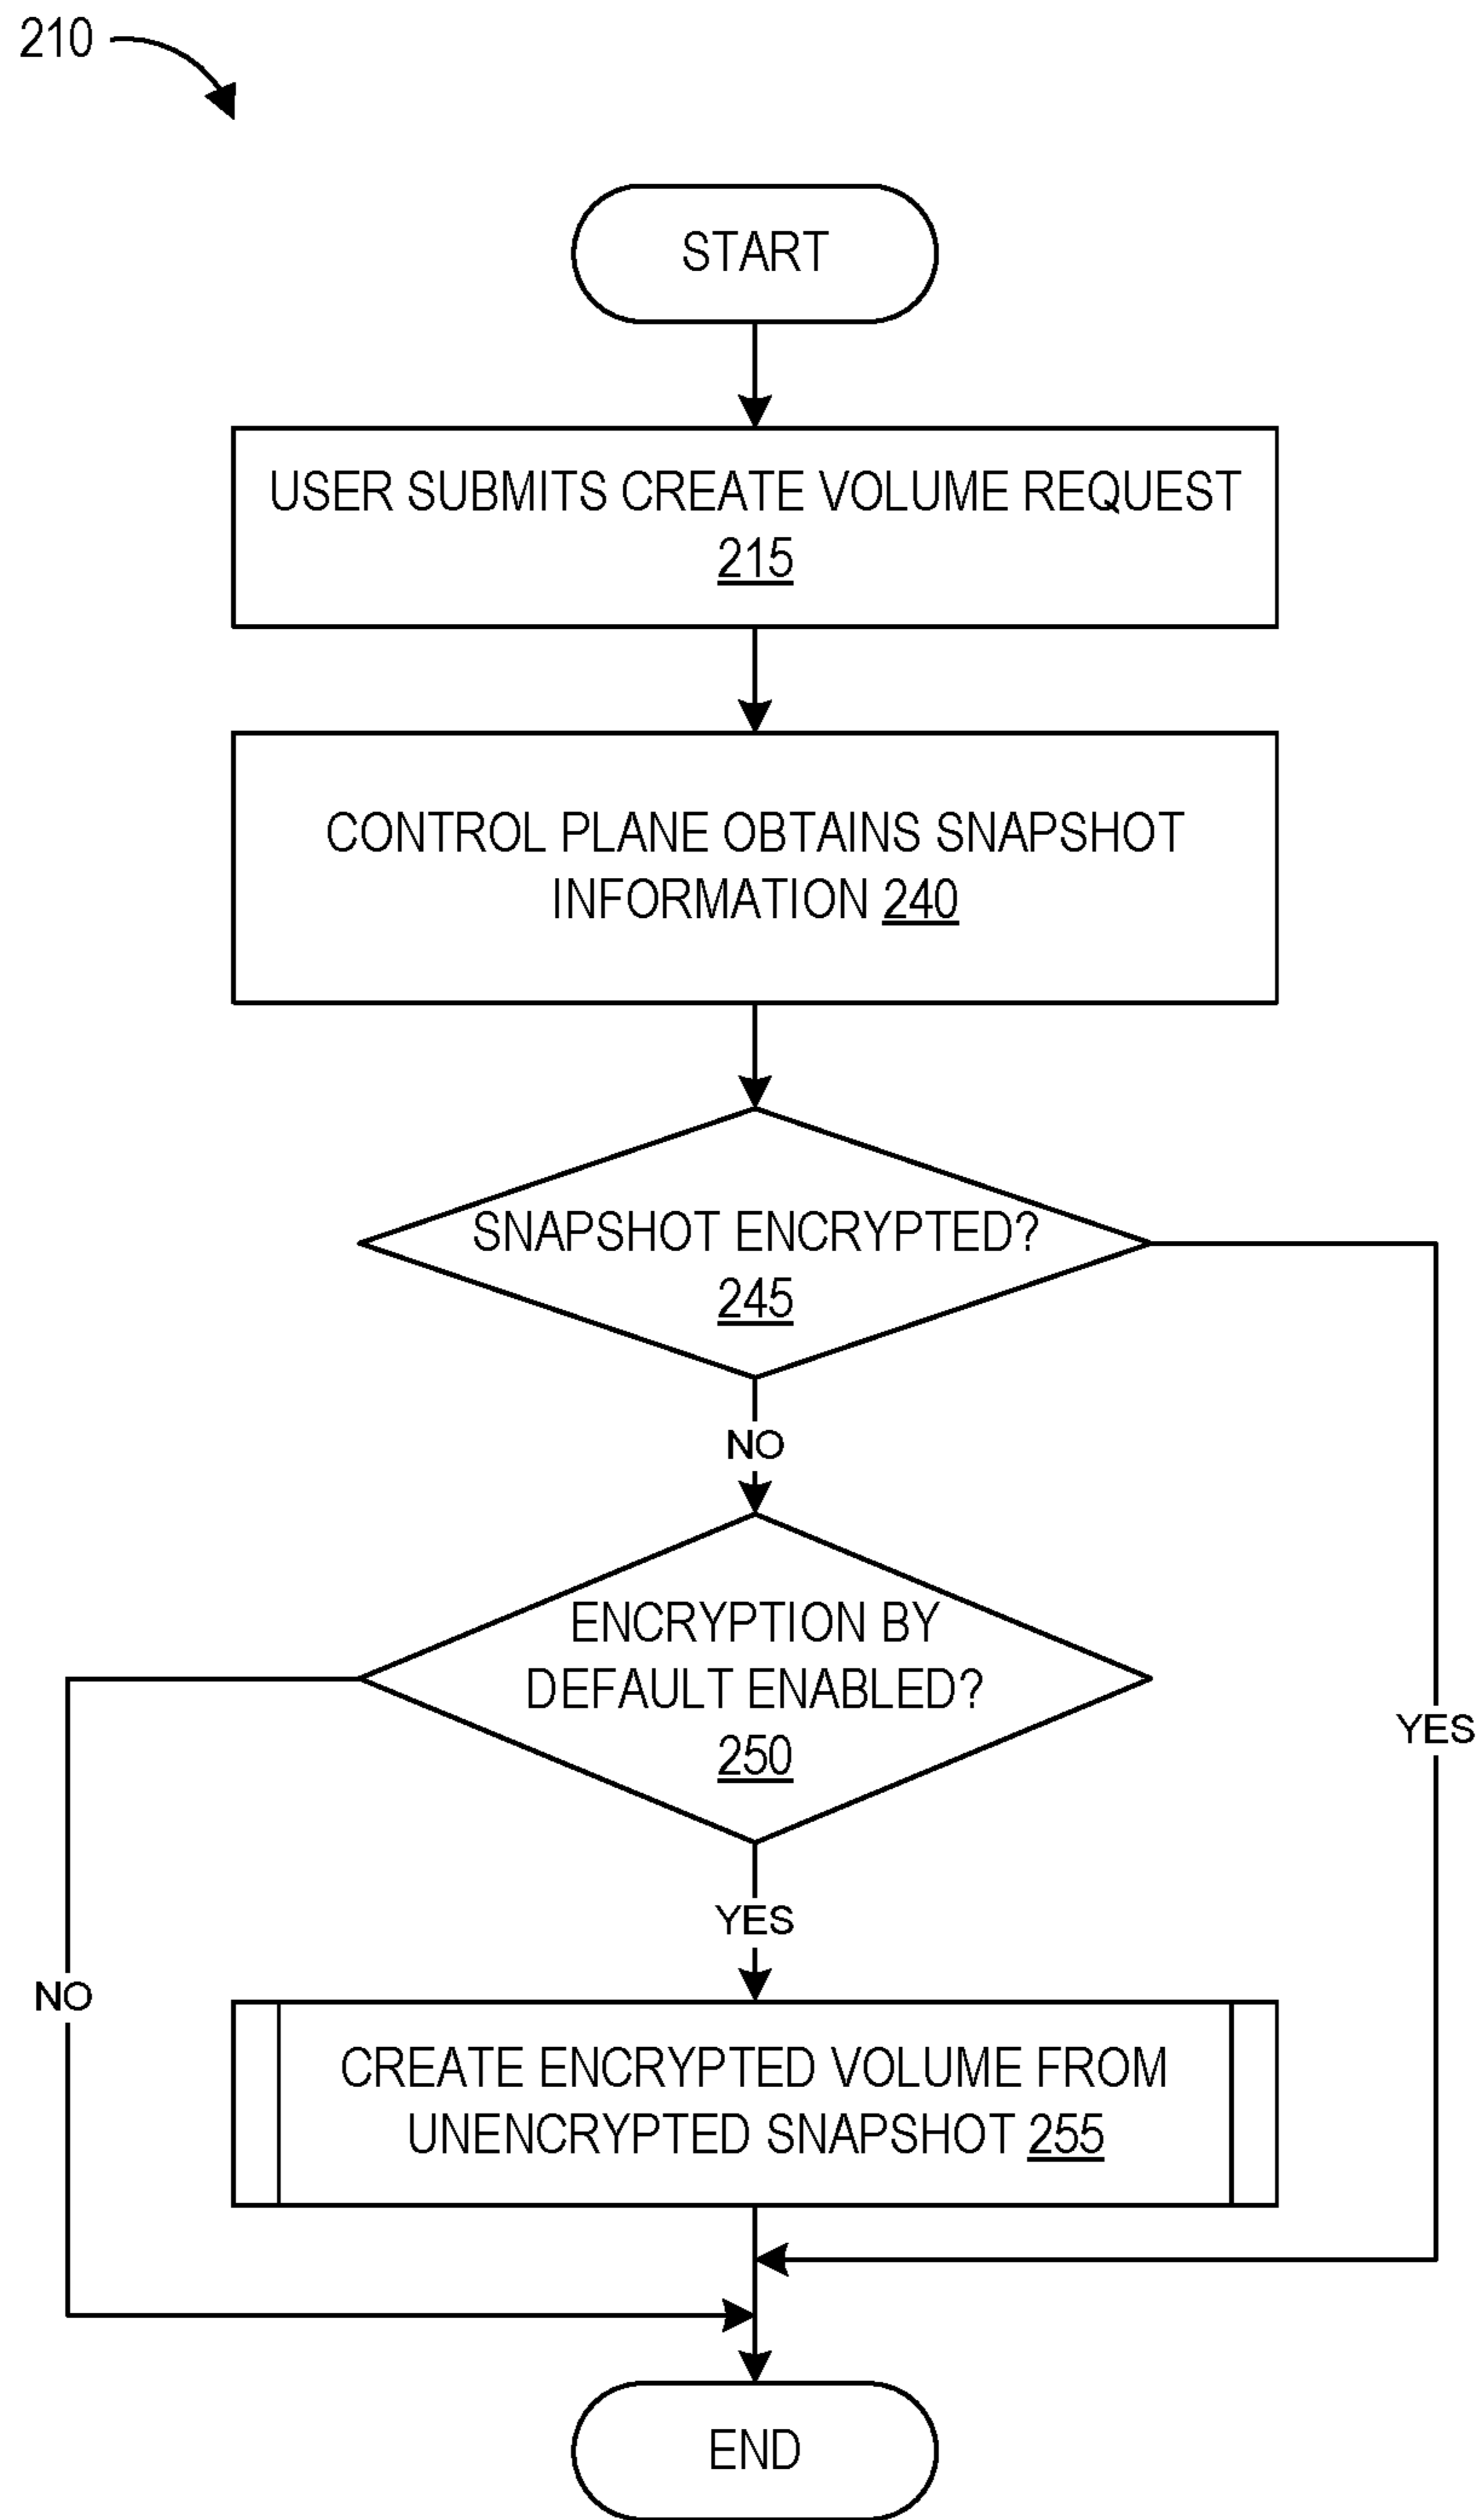 210
START
USER SUBMITS CREATE VOLUME REQUEST
215
CONTROL PLANE OBTAINS SNAPSHOT
INFORMATION 240
SNAPSHOT ENCRYPTED?
245
NO
ENCRYPTION BY
DEFAULT ENABLED?
250
YES
YES
NO
CREATE ENCRYPTED VOLUME FROM
UNENCRYPTED SNAPSHOT 255
END